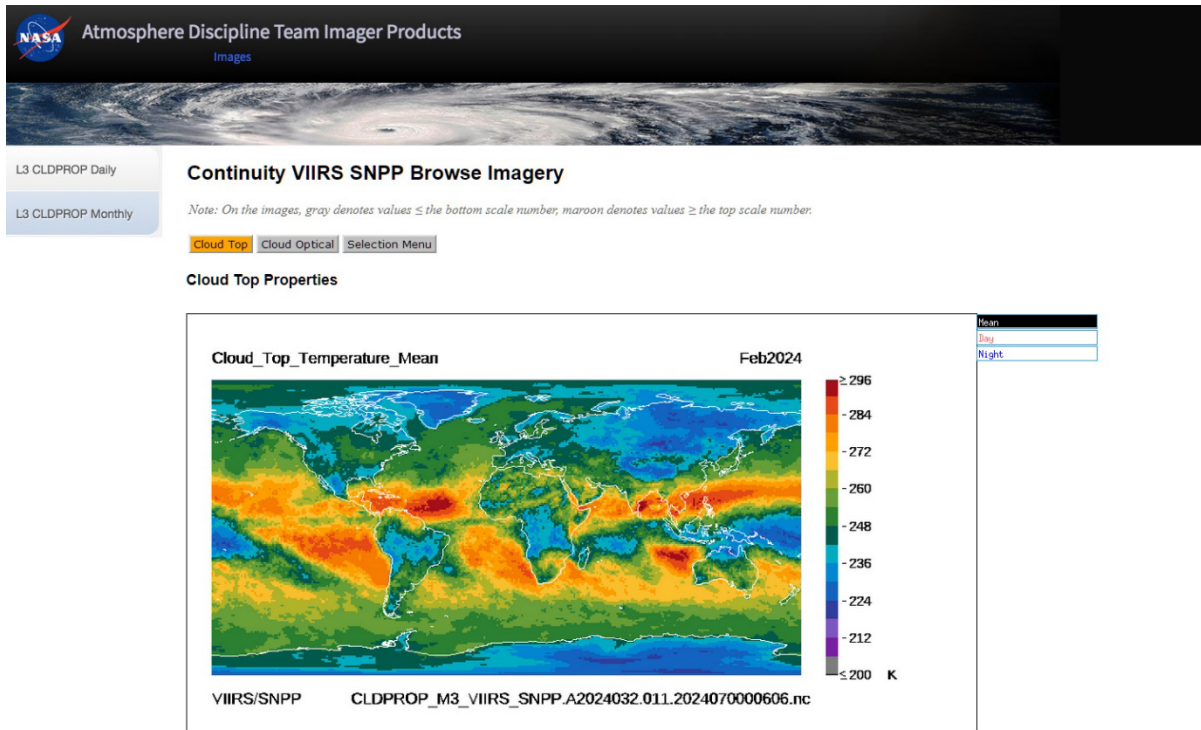 NASA
Atmosphere Discipline Team Imager Products
Images
L3 CLDPROP Daily
L3 CLDPROP Monthly
Continuity VIIRS SNPP Browse Imagery
Note: On the images, gray denotes values ≤ the bottom scale number, maroon denotes values ≥ the top scale number.
Cloud Top Cloud Optical Selection Menu
Cloud Top Properties
Mean
Day
Night
Cloud_Top_Temperature_Mean Feb2024
≥ 296
284
272
260
248
236
224
212
≤ 200 K
VIIRS/SNPP CLDPROP_M3_VIIRS_SNPP.A2024032.011.2024070000606.nc